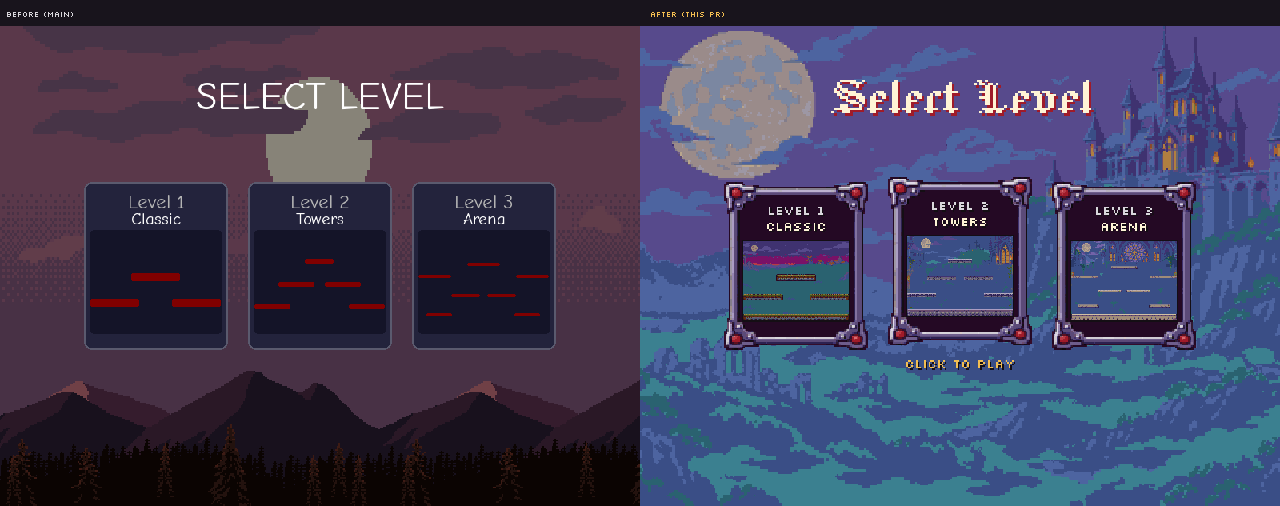 BEFORE (MAIN)
SELECT LEVEL
Level 1
Classic
Level 2
Towers
Level 3
Arena
AFTER (THIS PR)
Select Level
LEVEL 1
CLASSIC
LEVEL 2
TOWERS
LEVEL 3
ARENA
CLICK TO PLAY